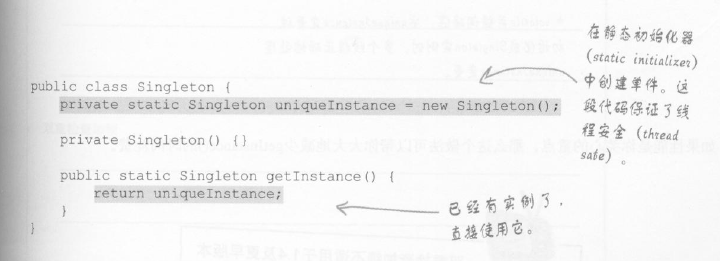 在静态初始化器
(static initializer)
中创建单件。这
段代码保证了线
程安全 (thread
sate) 。
public class Singleton {
private static Singleton uniqueInstance = new Singleton();
private Singleton() {}
public static Singleton getInstance() {
return uniqueInstance;
}
}
已经有实例了,
直接使用它。